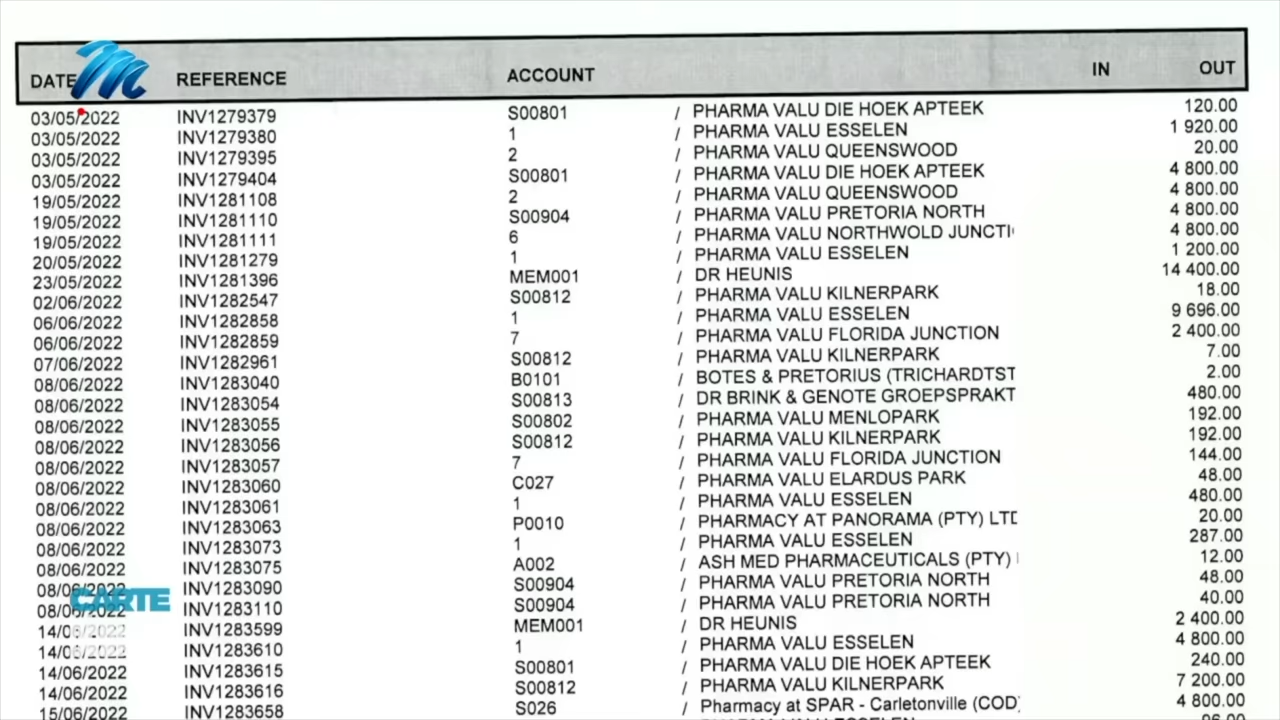 DATE REFERENCE ACCOUNT IN OUT
03/05/2022 INV1279379 S00801 / PHARMA VALU DIE HOEK APTEEK 120.00
03/05/2022 INV1279380 1 / PHARMA VALU ESSELEN 1 920.00
03/05/2022 INV1279395 2 / PHARMA VALU QUEENSWOOD 20.00
03/05/2022 INV1279404 S00801 / PHARMA VALU DIE HOEK APTEEK 4 800.00
19/05/2022 INV1281108 2 / PHARMA VALU QUEENSWOOD 4 800.00
19/05/2022 INV1281110 S00904 / PHARMA VALU PRETORIA NORTH 4 800.00
19/05/2022 INV1281111 6 / PHARMA VALU NORTHWOLD JUNCTI 4 800.00
20/05/2022 INV1281279 1 / PHARMA VALU ESSELEN 1 200.00
23/05/2022 INV1281396 MEM001 / DR HEUNIS 14 400.00
02/06/2022 INV1282547 S00812 / PHARMA VALU KILNERPARK 18.00
06/06/2022 INV1282858 1 / PHARMA VALU ESSELEN 9 696.00
06/06/2022 INV1282859 7 / PHARMA VALU FLORIDA JUNCTION 2 400.00
07/06/2022 INV1282961 S00812 / PHARMA VALU KILNERPARK 7.00
08/06/2022 INV1283040 B0101 / BOTES & PRETORIUS (TRICHARDTST 2.00
08/06/2022 INV1283054 S00813 / DR BRINK & GENOTE GROEPSPRAKT 480.00
08/06/2022 INV1283055 S00802 / PHARMA VALU MENLOPARK 192.00
08/06/2022 INV1283056 S00812 / PHARMA VALU KILNERPARK 192.00
08/06/2022 INV1283057 7 / PHARMA VALU FLORIDA JUNCTION 144.00
08/06/2022 INV1283060 C027 / PHARMA VALU ELARDUS PARK 48.00
08/06/2022 INV1283061 1 / PHARMA VALU ESSELEN 480.00
08/06/2022 INV1283063 P0010 / PHARMACY AT PANORAMA (PTY) LTD 20.00
08/06/2022 INV1283073 1 / PHARMA VALU ESSELEN 287.00
08/06/2022 INV1283075 A002 / ASH MED PHARMACEUTICALS (PTY) 12.00
08/06/2022 INV1283090 S00904 / PHARMA VALU PRETORIA NORTH 48.00
CARTE
08/06/2022 INV1283110 S00904 / PHARMA VALU PRETORIA NORTH 40.00
14/06/2022 INV1283599 MEM001 / DR HEUNIS 2 400.00
14/06/2022 INV1283610 1 / PHARMA VALU ESSELEN 4 800.00
14/06/2022 INV1283615 S00801 / PHARMA VALU DIE HOEK APTEEK 240.00
14/06/2022 INV1283616 S00812 / PHARMA VALU KILNERPARK 7 200.00
15/06/2022 INV1283658 S026 / Pharmacy at SPAR - Carletonville (COD) 4 800.00